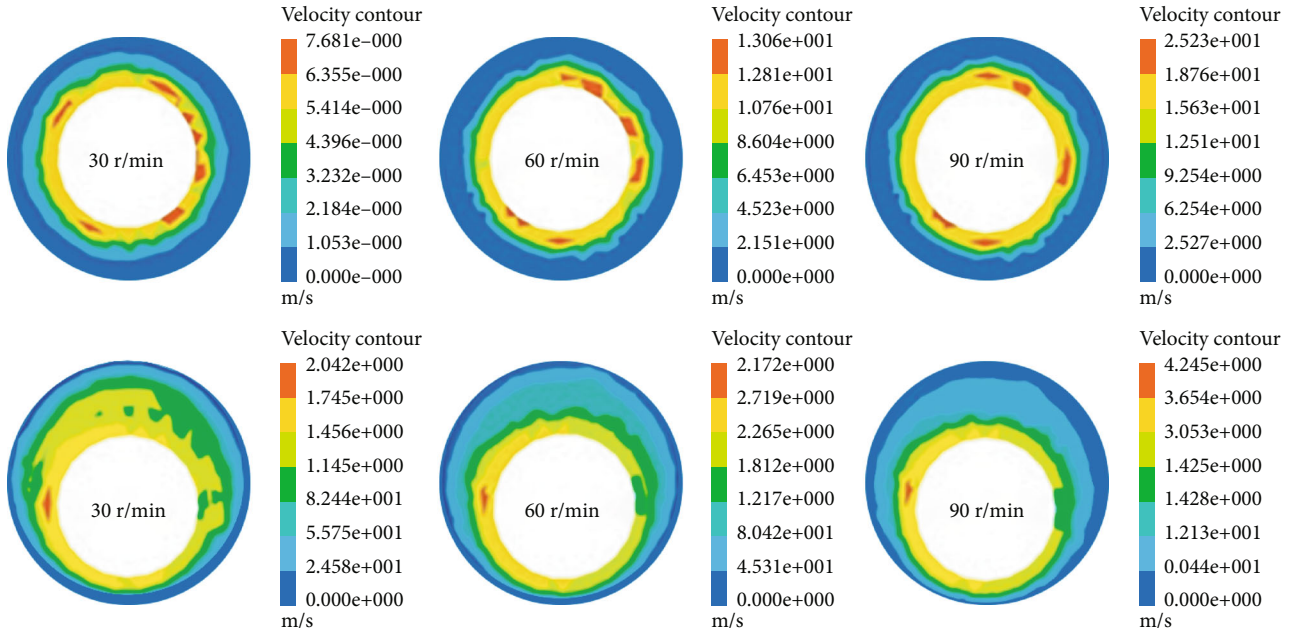 Velocity contour
7.681e–000
6.355e–000
5.414e–000
4.396e–000
3.232e–000
2.184e–000
1.053e–000
0.000e–000
m/s
30 r/min
Velocity contour
1.306e+001
1.281e+001
1.076e+001
8.604e+000
6.453e+000
4.523e+000
2.151e+000
0.000e+000
m/s
60 r/min
Velocity contour
2.523e+001
1.876e+001
1.563e+001
1.251e+001
9.254e+000
6.254e+000
2.527e+000
0.000e+000
m/s
90 r/min
Velocity contour
2.042e+000
1.745e+000
1.456e+000
1.145e+000
8.244e+001
5.575e+001
2.458e+001
0.000e+000
m/s
30 r/min
Velocity contour
2.172e+000
2.719e+000
2.265e+000
1.812e+000
1.217e+000
8.042e+001
4.531e+001
0.000e+000
m/s
60 r/min
Velocity contour
4.245e+000
3.654e+000
3.053e+000
1.425e+000
1.428e+000
1.213e+001
0.044e+001
0.000e+000
m/s
90 r/min